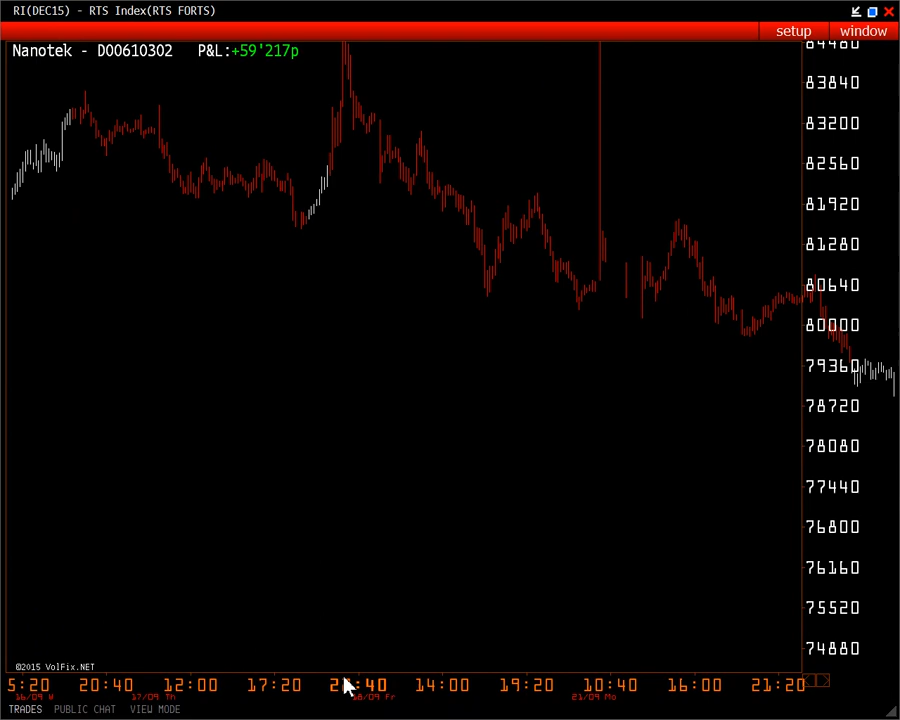 RI(DEC15) - RTS Index(RTS FORTS)
setup window
Nanotek - D00610302 P&L:+59'217p
84480
83840
83200
82560
81920
81280
80640
80000
79360
78720
78080
77440
76800
76160
75520
74880
©2015 VolFix.NET
5:20 20:40 12:00 17:20 14:00 19:20 10:40 16:00 21:20
16/09 W 17/09 Th 18/09 Fr 21/09 Mo
TRADES PUBLIC CHAT VIEW MODE